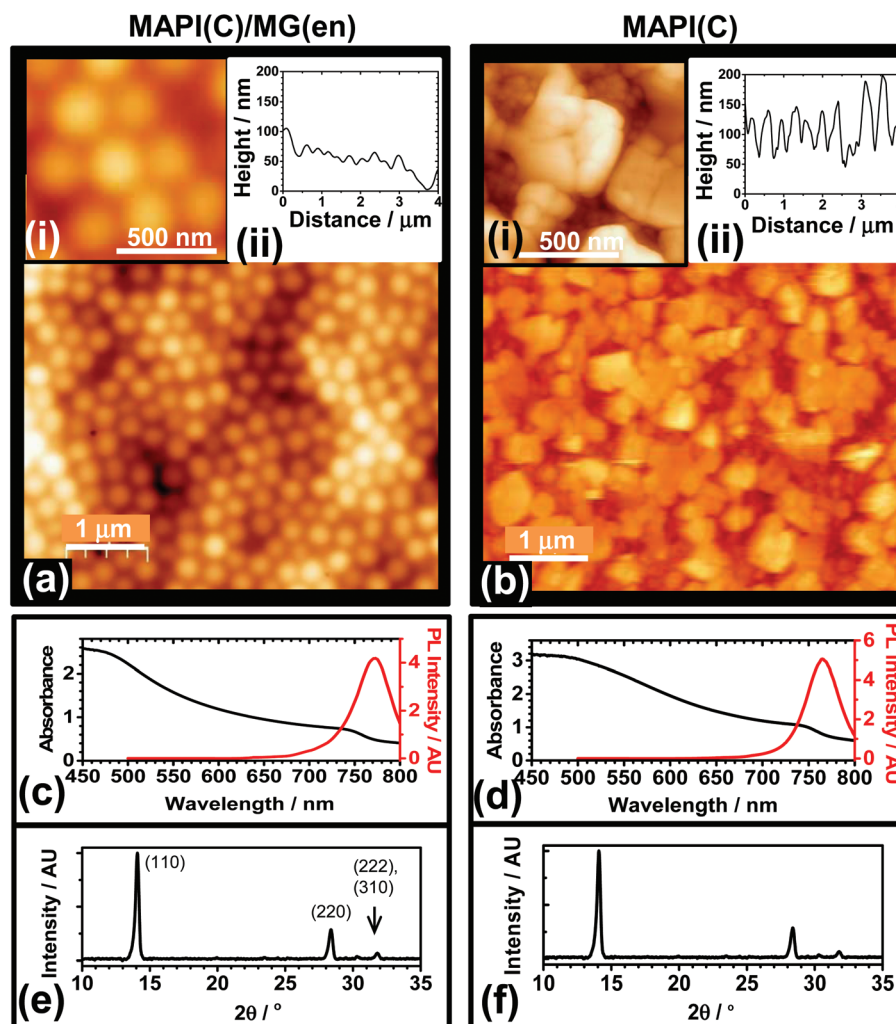 MAPI(C)/MG(en)
MAPI(C)
200
150
100
50
0
Height / nm
0 1 2 3 4
Distance / μm
(i)
500 nm
(ii)
200
150
100
50
0
Height / nm
0 1 2 3
Distance / μm
(i)
500 nm
(ii)
1 μm
(a)
1 μm
(b)
2
1
0
Absorbance
4
2
0
PL Intensity / AU
450 500 550 600 650 700 750 800
Wavelength / nm
(c)
3
2
1
0
Absorbance
6
4
2
0
PL Intensity / AU
450 500 550 600 650 700 750 800
Wavelength / nm
(d)
Intensity / AU
(110)
(220)
(222),
(310)
10 15 20 25 30 35
2θ / °
(e)
Intensity / AU
10 15 20 25 30 35
2θ / °
(f)